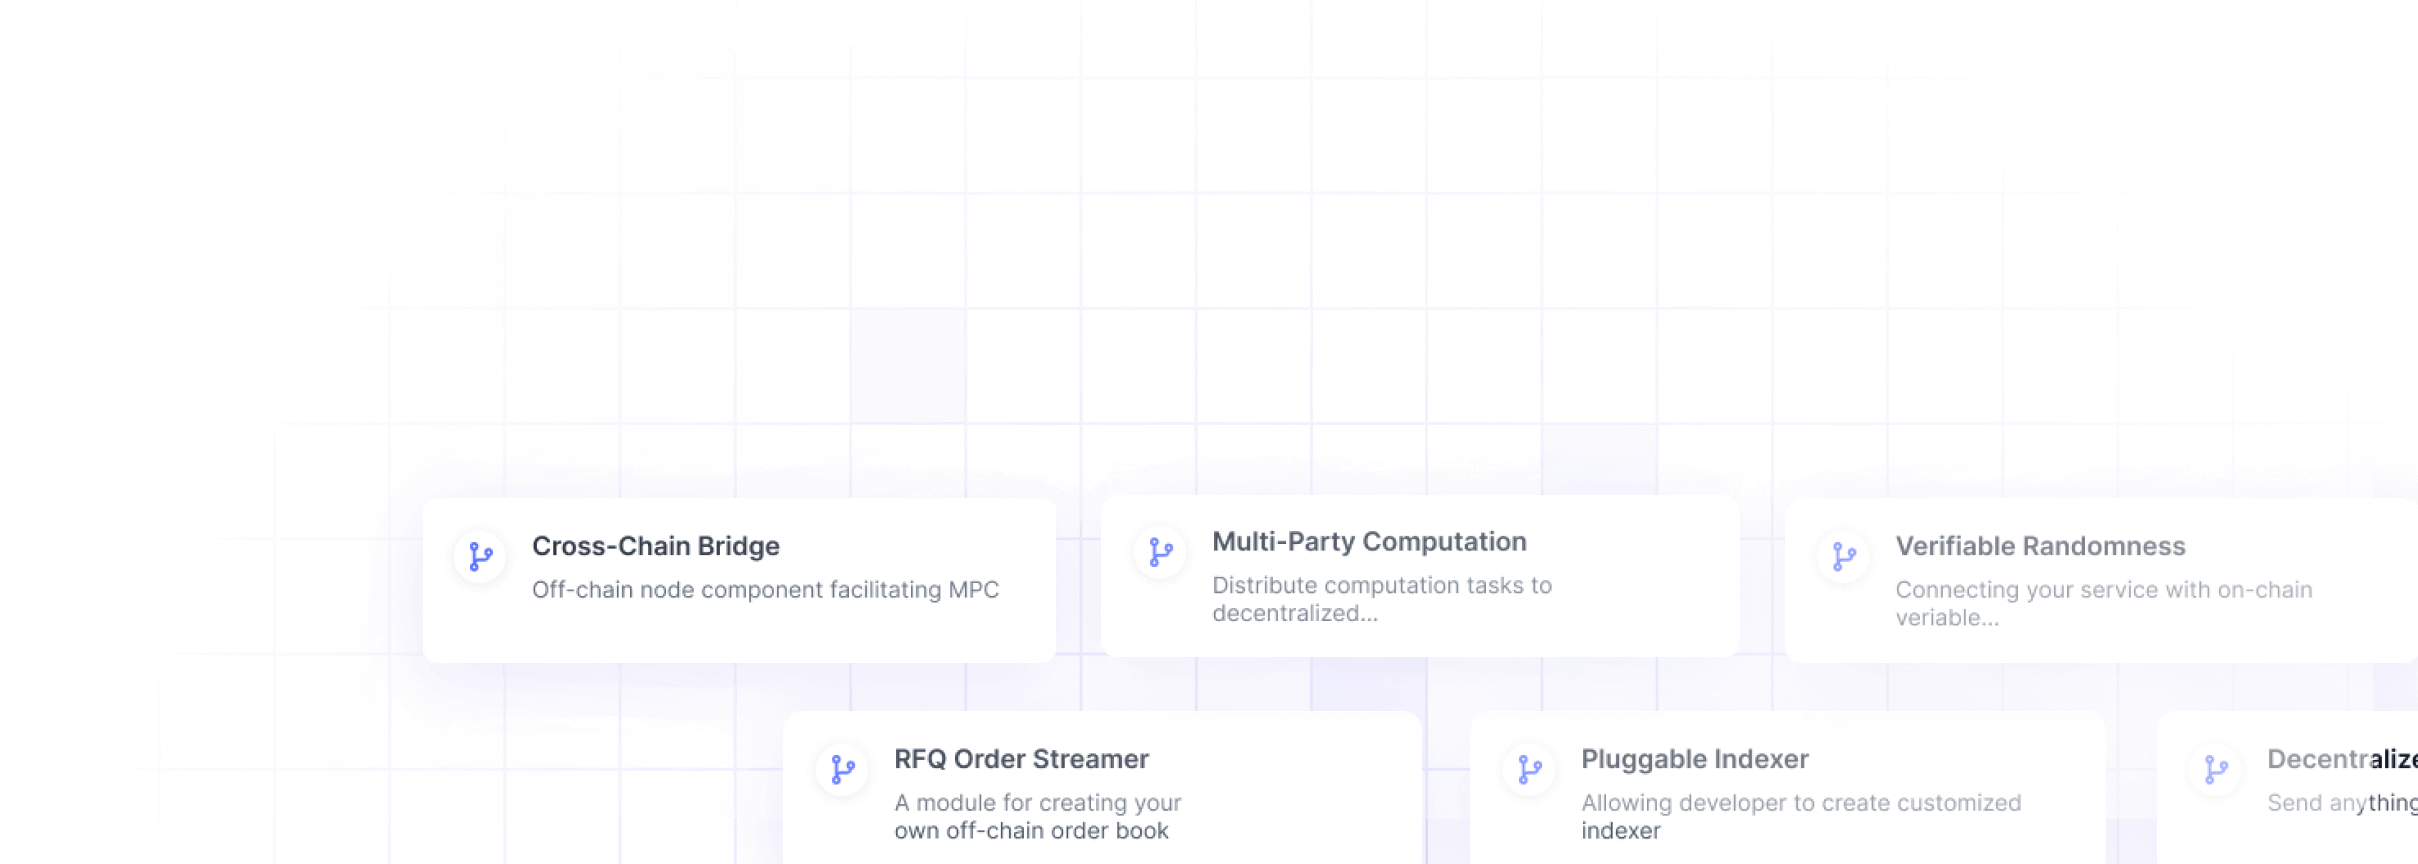 Cross-Chain Bridge
Off-chain node component facilitating MPC
Multi-Party Computation
Distribute computation tasks to
decentralized...
Verifiable Randomness
Connecting your service with on-chain
veriable...
RFQ Order Streamer
A module for creating your
own off-chain order book
Pluggable Indexer
Allowing developer to create customized
indexer
Send anything